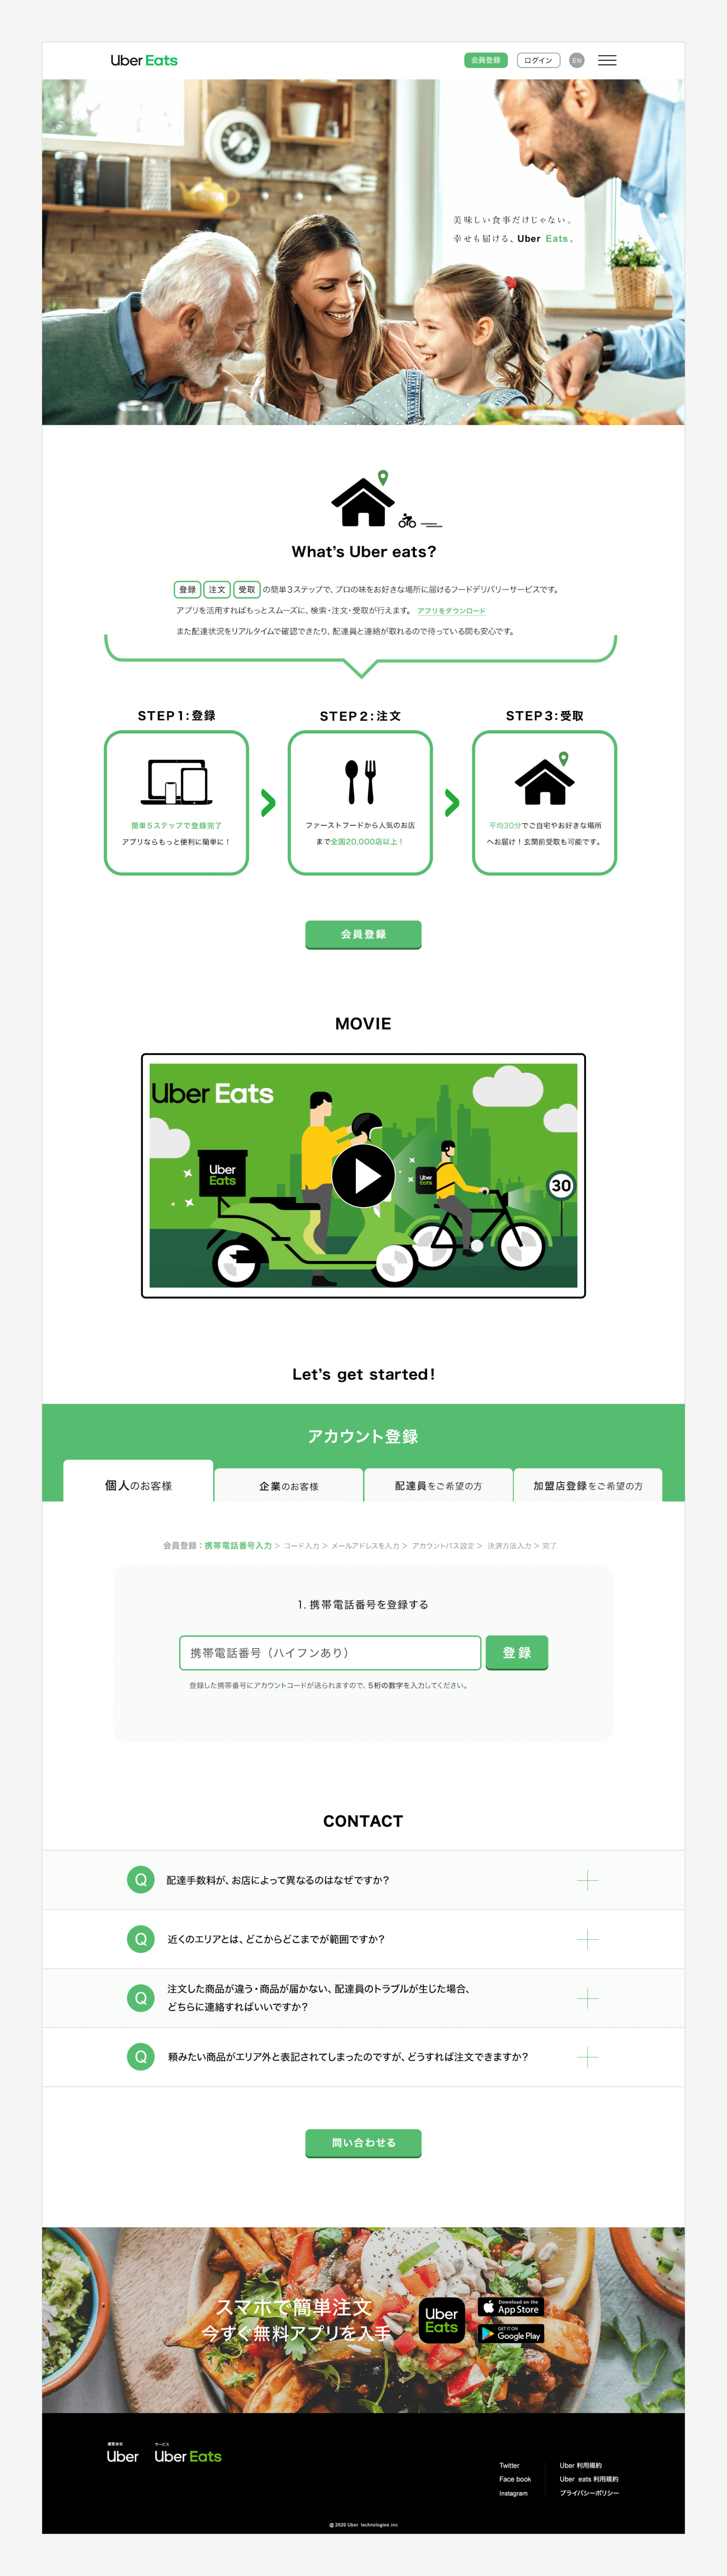 Uber Eats
会員登録
ログイン
EN
美味しい食事だけじゃない。
幸せも届ける、Uber Eats。
What's Uber eats?
登録 注文 受取 の簡単3ステップで、プロの味をお好きな場所に届けるフードデリバリーサービスです。
アプリを活用すればもっとスムーズに、検索・注文・受取が行えます。 アプリをダウンロード
また配達状況をリアルタイムで確認できたり、配達員と連絡が取れるので待っている間も安心です。
STEP1:登録
簡単5ステップで登録完了
アプリならもっと便利に簡単に!
STEP2:注文
ファーストフードから人気のお店
まで全国20,000店以上!
STEP3:受取
平均30分でご自宅やお好きな場所
へお届け!玄関前受取も可能です。
会員登録
MOVIE
Uber Eats
Uber
Eats
Uber
Eats
30
Let's get started!
アカウント登録
個人のお客様
企業のお客様
配達員をご希望の方
加盟店登録をご希望の方
会員登録:携帯電話番号入力 > コード入力 > メールアドレスを入力 > アカウントパス設定 > 決済方法入力 > 完了
1. 携帯電話番号を登録する
携帯電話番号(ハイフンあり)
登録
登録した携帯番号にアカウントコードが送られますので、5桁の数字を入力してください。
CONTACT
Q 配達手数料が、お店によって異なるのはなぜですか?
Q 近くのエリアとは、どこからどこまでが範囲ですか?
Q 注文した商品が違う・商品が届かない、配達員のトラブルが生じた場合、
どちらに連絡すればいいですか?
Q 頼みたい商品がエリア外と表記されてしまったのですが、どうすれば注文できますか?
問い合わせる
スマホで簡単注文
今すぐ無料アプリを入手
Uber
Eats
Download on the
App Store
GET IT ON
Google Play
運営会社
Uber
サービス
Uber Eats
Twitter
Face book
Instagram
Uber 利用規約
Uber eats 利用規約
プライバシーポリシー
@ 2020 Uber technologies.inc